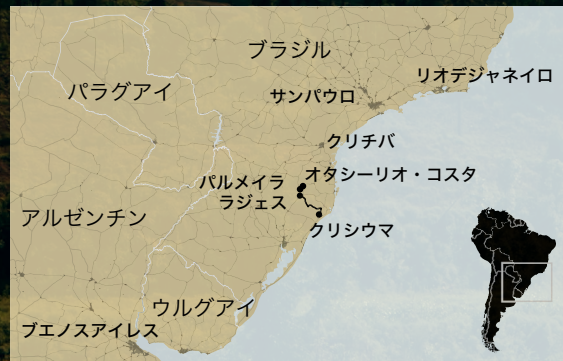 ブラジル
リオデジャネイロ
パラグアイ
サンパウロ
クリチバ
オタシーリオ・コスタ
パルメイラ
ラジェス
アルゼンチン
クリシウマ
ウルグアイ
ブエノスアイレス